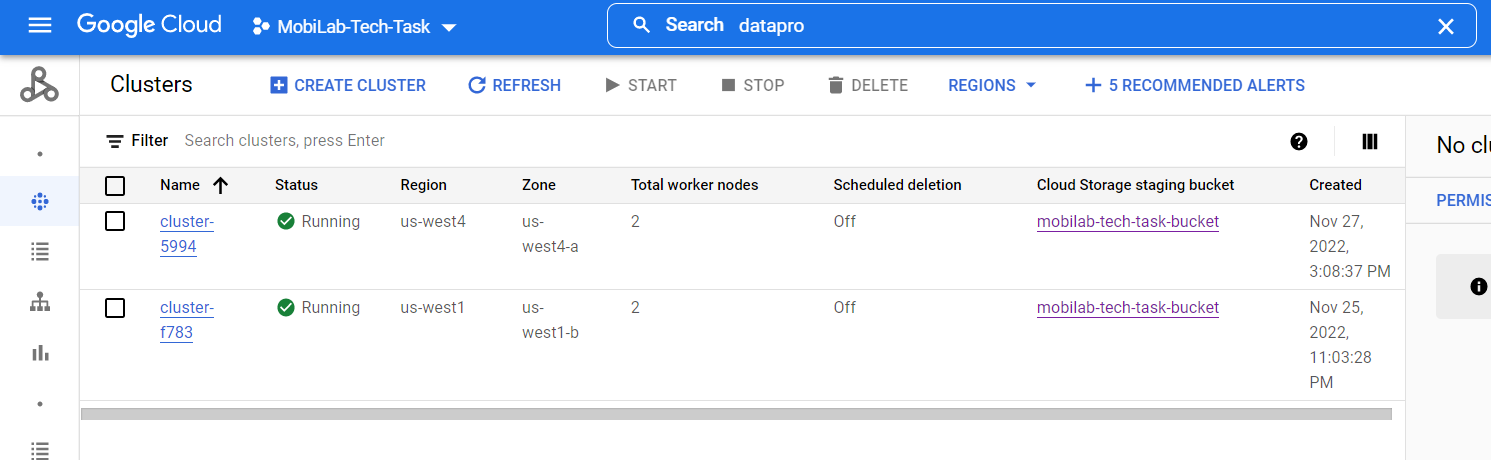 Google Cloud MobiLab-Tech-Task Search datapro
Clusters CREATE CLUSTER REFRESH START STOP DELETE REGIONS 5 RECOMMENDED ALERTS
Filter Search clusters, press Enter
No clu
Name Status Region Zone Total worker nodes Scheduled deletion Cloud Storage staging bucket Created
PERMIS
cluster- Running us-west4 us- 2 Off mobilab-tech-task-bucket Nov 27,
5994 west4-a 2022,
3:08:37 PM
cluster- Running us-west1 us- 2 Off mobilab-tech-task-bucket Nov 25,
f783 west1-b 2022,
11:03:28
PM